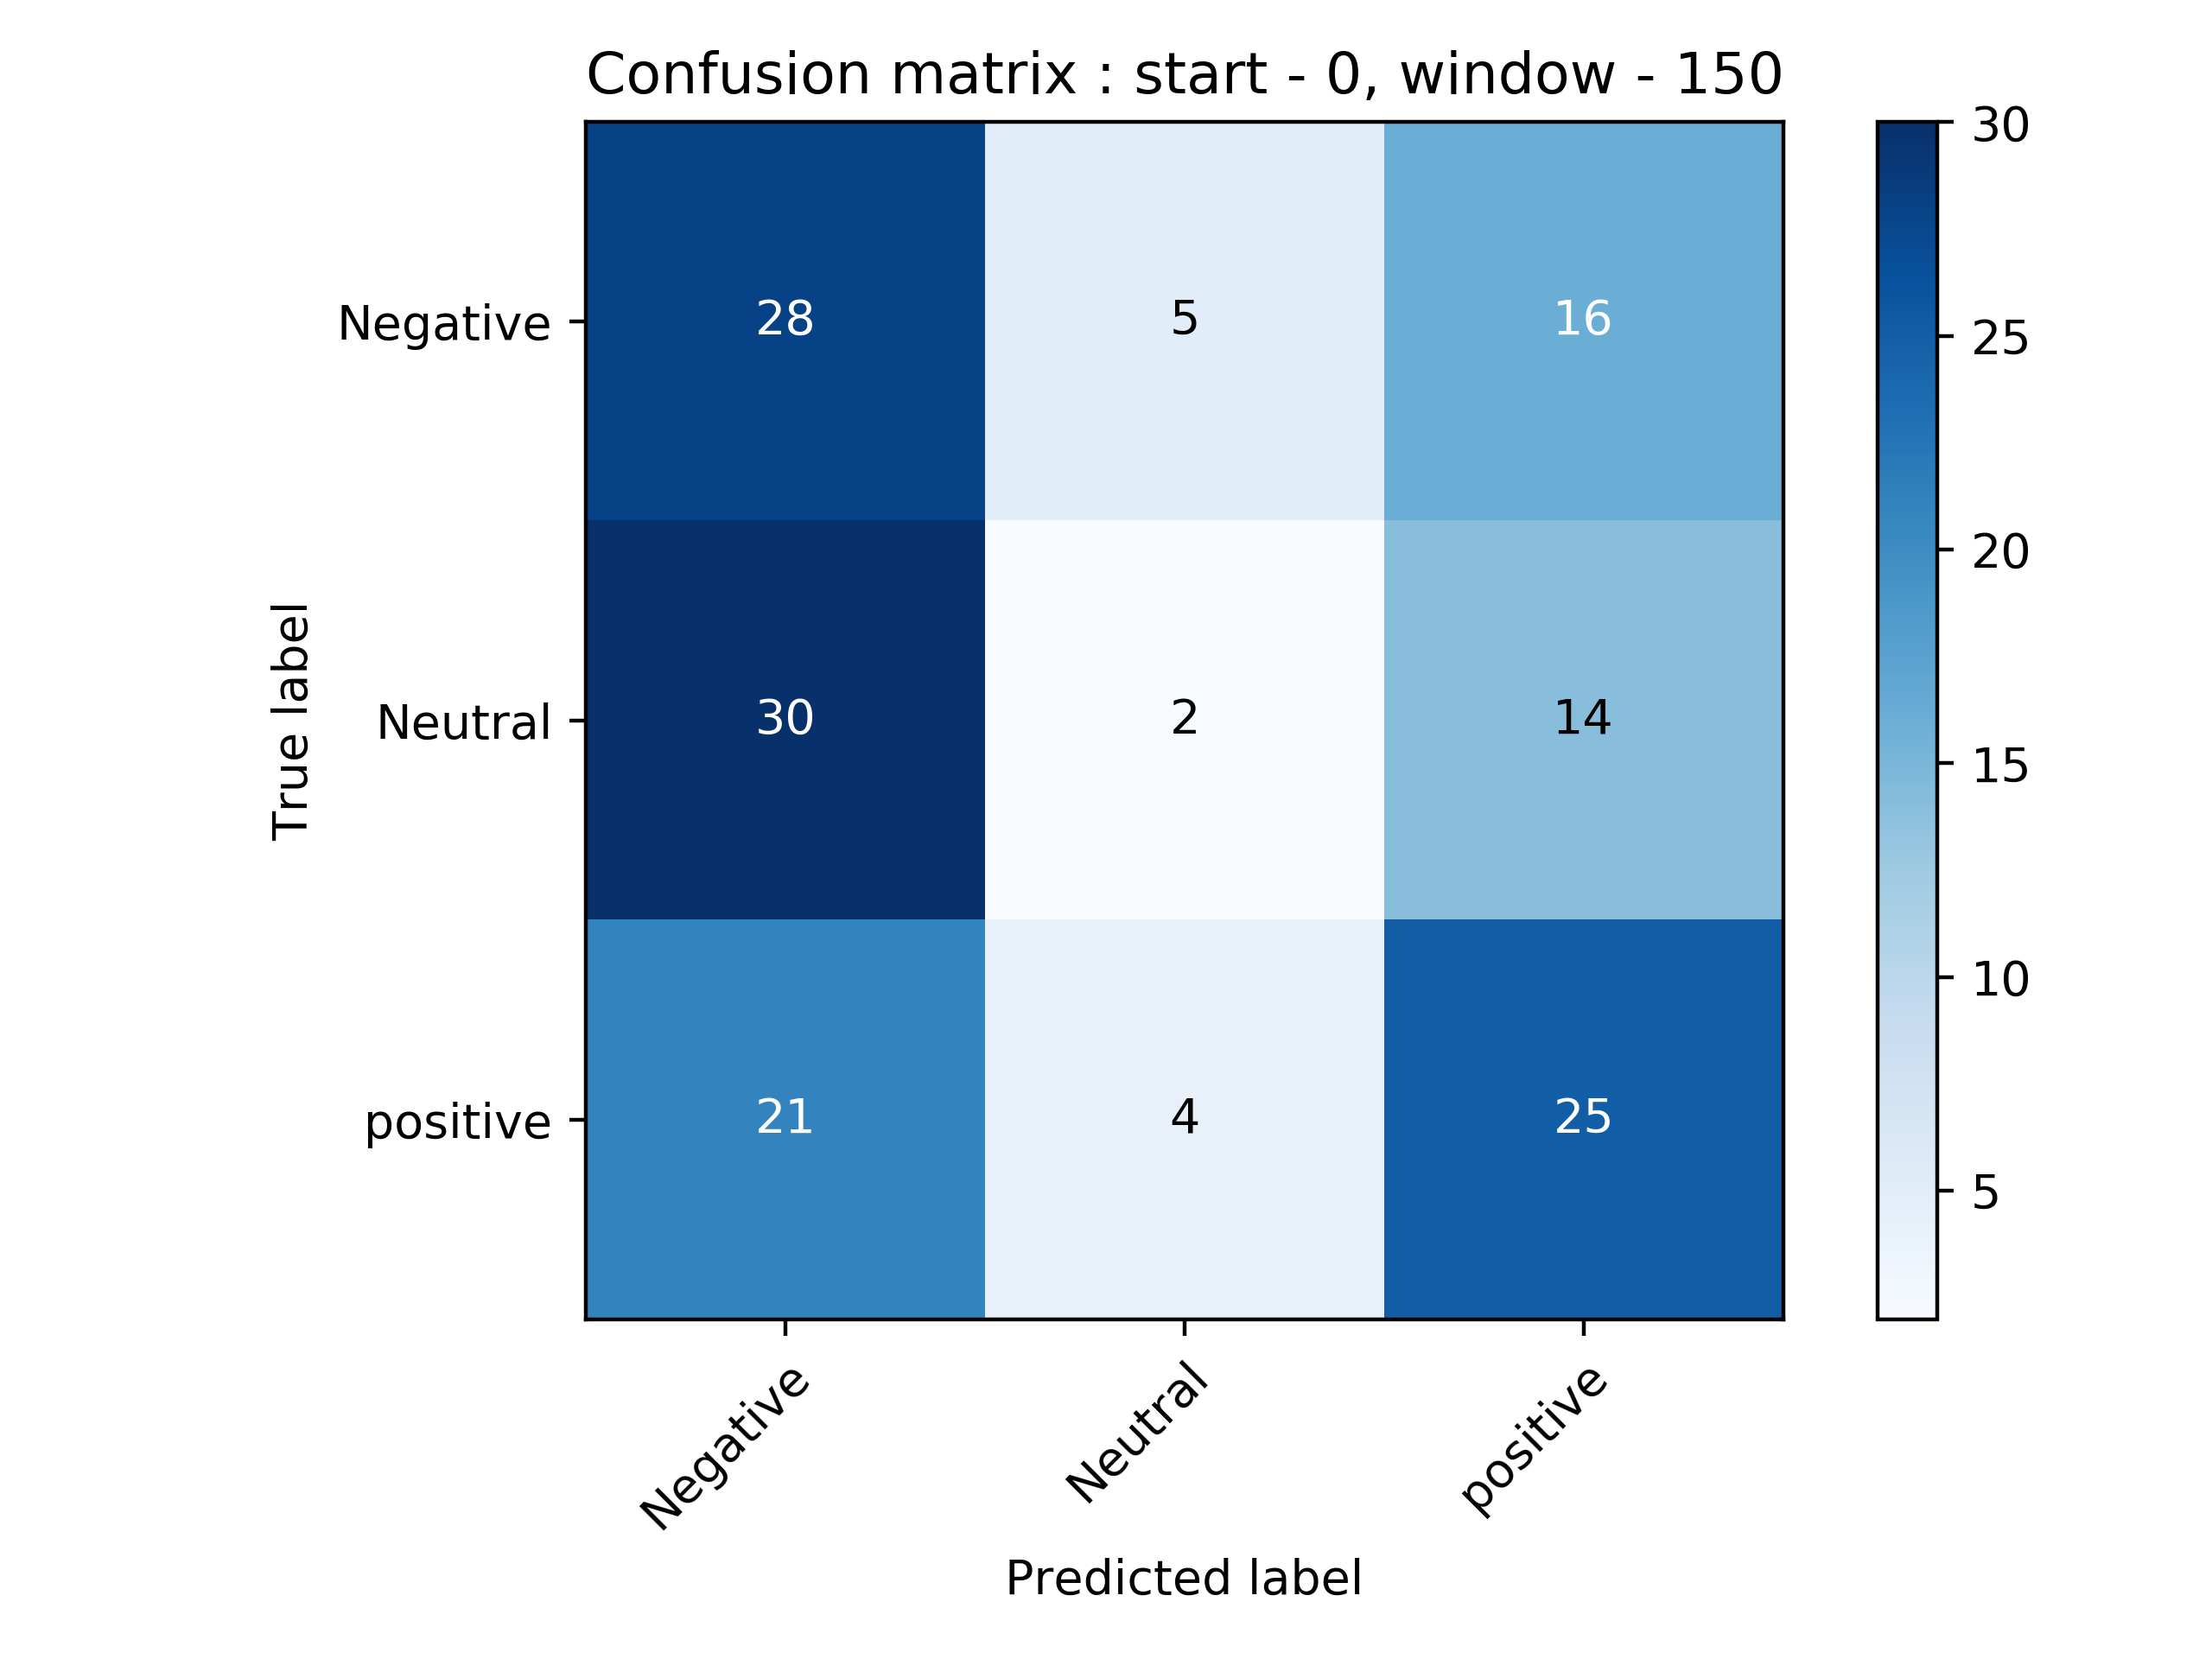 Confusion matrix : start - 0, window - 150
True label
Negative
28
5
16
Neutral
30
2
14
positive
21
4
25
Negative
Neutral
positive
Predicted label
30
25
20
15
10
5